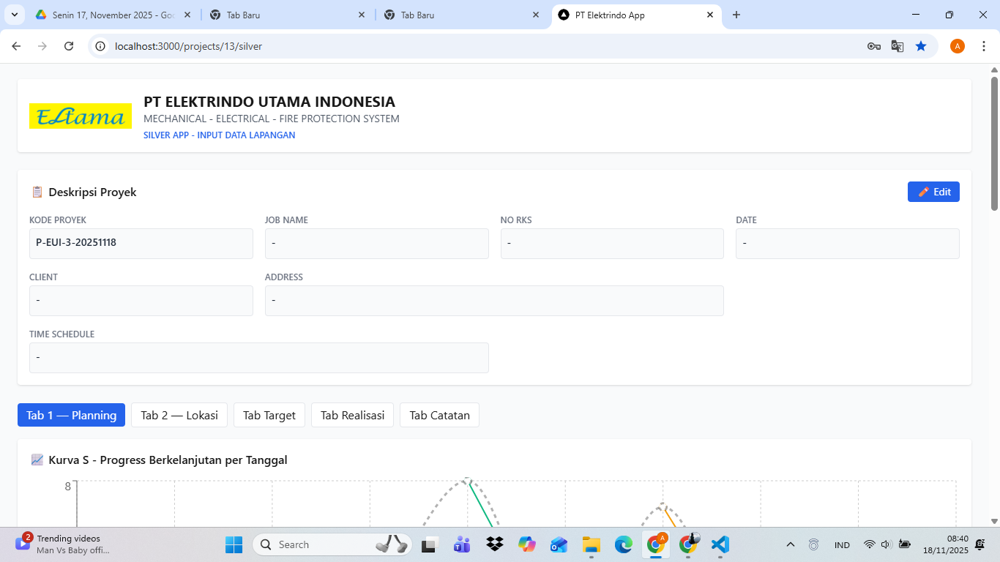 Senin 17, November 2025 - Goo
Tab Baru
Tab Baru
PT Elektrindo App
localhost:3000/projects/13/silver
A
ELtama
PT ELEKTRINDO UTAMA INDONESIA
MECHANICAL - ELECTRICAL - FIRE PROTECTION SYSTEM
SILVER APP - INPUT DATA LAPANGAN
Deskripsi Proyek
Edit
KODE PROYEK
JOB NAME
NO RKS
DATE
P-EUI-3-20251118
-
-
-
CLIENT
ADDRESS
-
-
TIME SCHEDULE
-
Tab 1 — Planning
Tab 2 — Lokasi
Tab Target
Tab Realisasi
Tab Catatan
Kurva S - Progress Berkelanjutan per Tanggal
8
2
Trending videos
Man Vs Baby offi...
Search
A
IND
08:40
18/11/2025